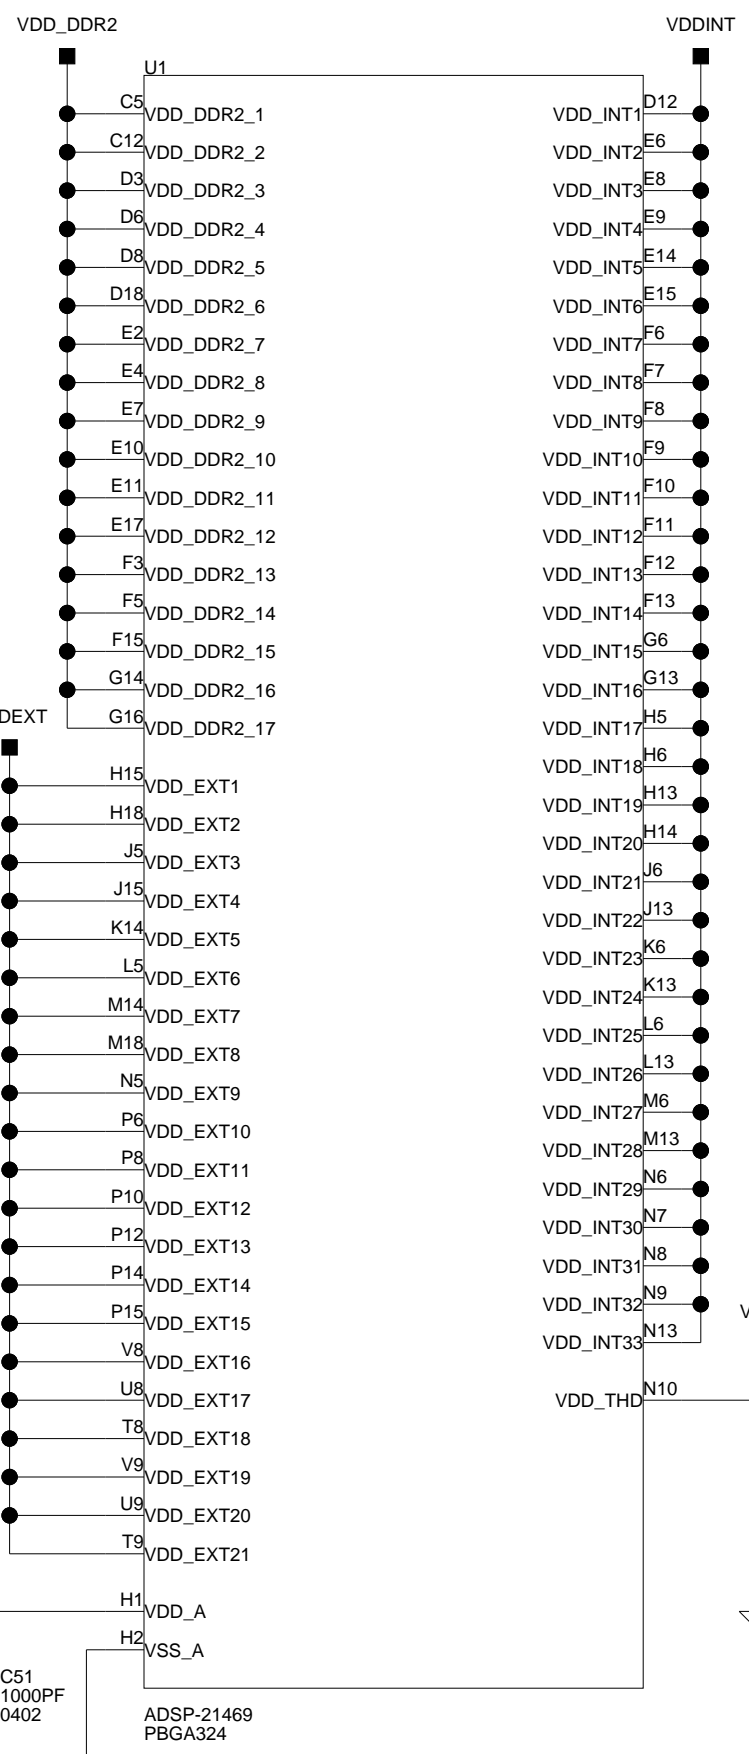 VDD_DDR2
VDDINT
U1
C5 VDD_DDR2_1 VDD_INT1 D12
C12 VDD_DDR2_2 VDD_INT2 E6
D3 VDD_DDR2_3 VDD_INT3 E8
D6 VDD_DDR2_4 VDD_INT4 E9
D8 VDD_DDR2_5 VDD_INT5 E14
D18 VDD_DDR2_6 VDD_INT6 E15
E2 VDD_DDR2_7 VDD_INT7 F6
E4 VDD_DDR2_8 VDD_INT8 F7
E7 VDD_DDR2_9 VDD_INT9 F8
E10 VDD_DDR2_10 VDD_INT10 F9
E11 VDD_DDR2_11 VDD_INT11 F10
E17 VDD_DDR2_12 VDD_INT12 F11
F3 VDD_DDR2_13 VDD_INT13 F12
F5 VDD_DDR2_14 VDD_INT14 F13
F15 VDD_DDR2_15 VDD_INT15 G6
G14 VDD_DDR2_16 VDD_INT16 G13
DEXT
G16 VDD_DDR2_17 VDD_INT17 H5
VDD_INT18 H6
H15 VDD_EXT1 VDD_INT19 H13
H18 VDD_EXT2 VDD_INT20 H14
J5 VDD_EXT3 VDD_INT21 J6
J15 VDD_EXT4 VDD_INT22 J13
K14 VDD_EXT5 VDD_INT23 K6
L5 VDD_EXT6 VDD_INT24 K13
M14 VDD_EXT7 VDD_INT25 L6
M18 VDD_EXT8 VDD_INT26 L13
N5 VDD_EXT9 VDD_INT27 M6
P6 VDD_EXT10 VDD_INT28 M13
P8 VDD_EXT11 VDD_INT29 N6
P10 VDD_EXT12 VDD_INT30 N7
P12 VDD_EXT13 VDD_INT31 N8
P14 VDD_EXT14 VDD_INT32 N9
P15 VDD_EXT15 VDD_INT33 N13
V8 VDD_EXT16
U8 VDD_EXT17 VDD_THD N10
T8 VDD_EXT18
V9 VDD_EXT19
U9 VDD_EXT20
T9 VDD_EXT21
H1 VDD_A
H2 VSS_A
C51
1000PF
0402
ADSP-21469
PBGA324